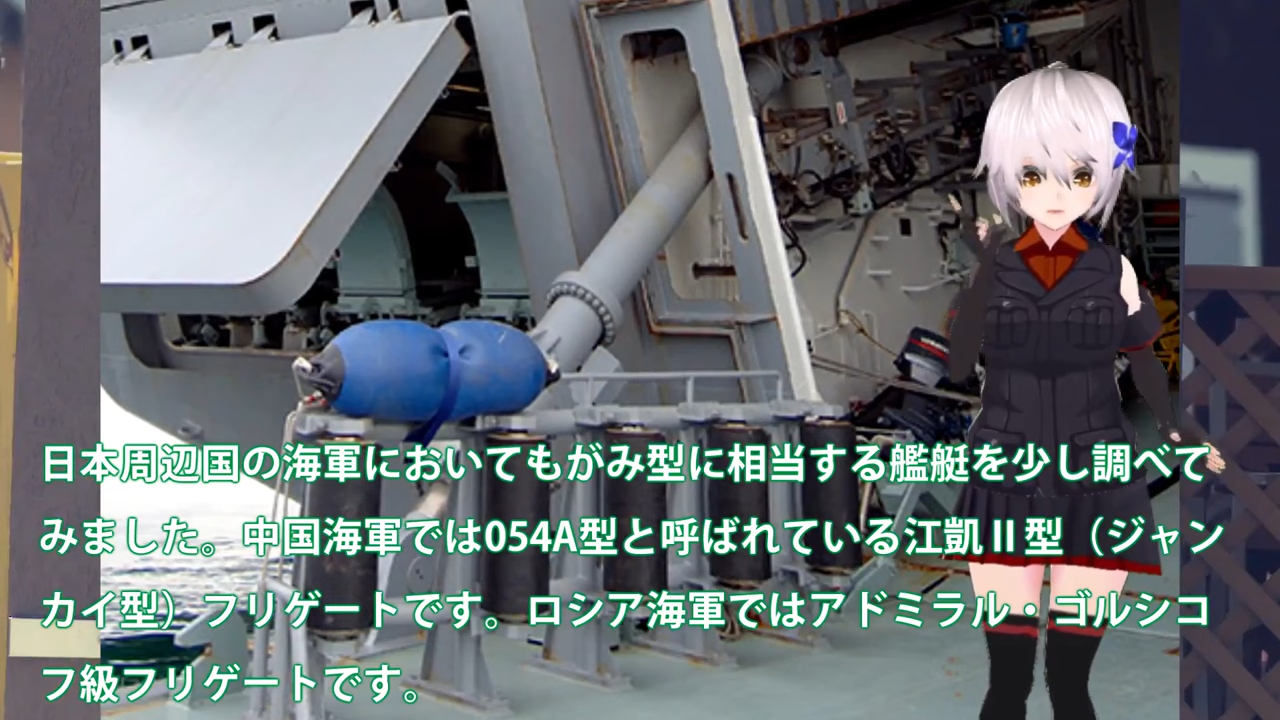 日本周辺国の海軍においてもがみ型に相当する艦艇を少し調べて
みました。中国海軍では054A型と呼ばれている江凱Ⅱ型（ジャン
カイ型）フリゲートです。ロシア海軍ではアドミラル・ゴルシコ
フ級フリゲートです。